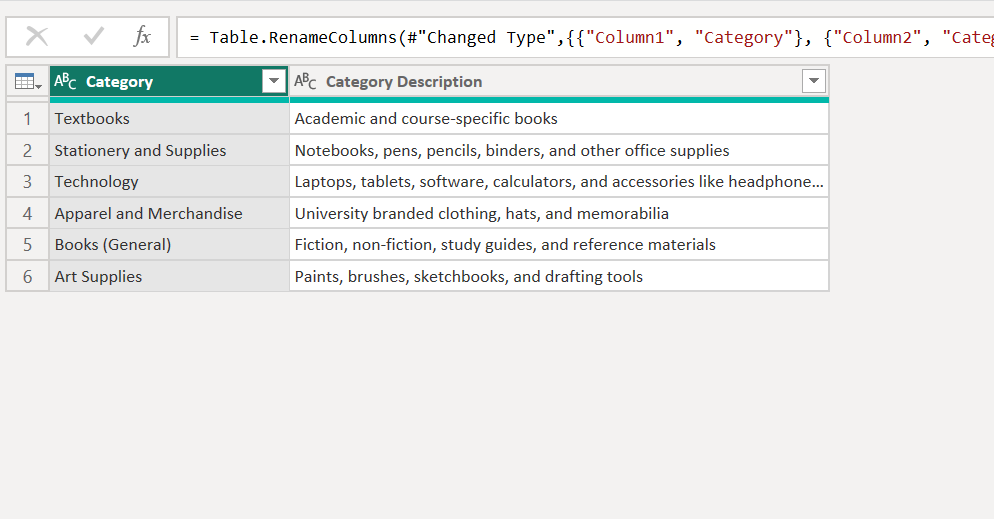 fx = Table.RenameColumns(#"Changed Type",{{"Column1", "Category"}, {"Column2", "Categ
ABC Category ABC Category Description
1 Textbooks Academic and course-specific books
2 Stationery and Supplies Notebooks, pens, pencils, binders, and other office supplies
3 Technology Laptops, tablets, software, calculators, and accessories like headphone...
4 Apparel and Merchandise University branded clothing, hats, and memorabilia
5 Books (General) Fiction, non-fiction, study guides, and reference materials
6 Art Supplies Paints, brushes, sketchbooks, and drafting tools